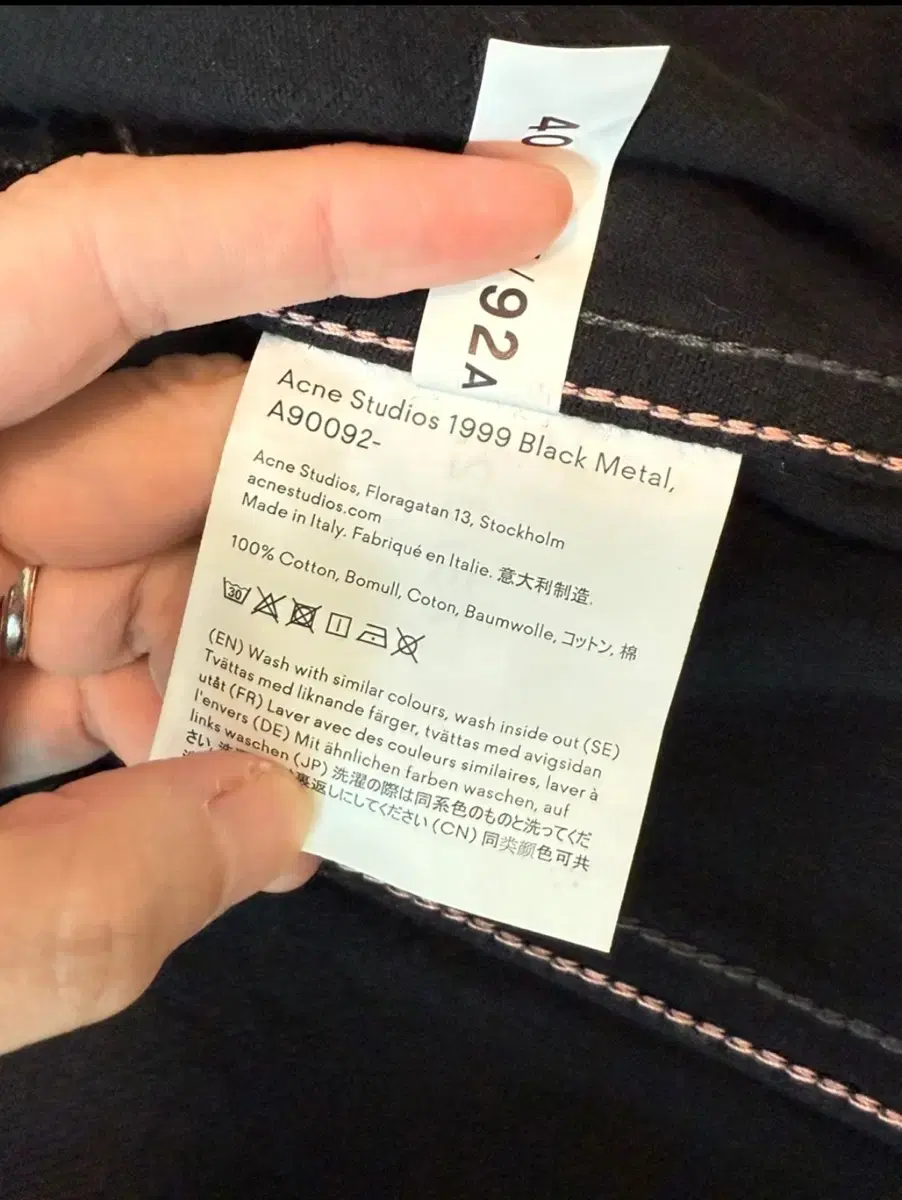 40
/92A
Acne Studios 1999 Black Metal,
A90092-
Acne Studios, Floragatan 13, Stockholm
acnestudios.com
Made in Italy. Fabriqué en Italie. 意大利制造.
100% Cotton, Bomull, Coton, Baumwolle, コットン, 棉
30
(EN) Wash with similar colours, wash inside out (SE)
Tvättas med liknande färger, tvättas med avigsidan
utåt (FR) Laver avec des couleurs similaires, laver à
l'envers (DE) Mit ähnlichen farben waschen, auf
links waschen (JP) 洗濯の際は同系色のものと洗ってくだ
さい, 裏返しにしてください (CN) 同类颜色可共